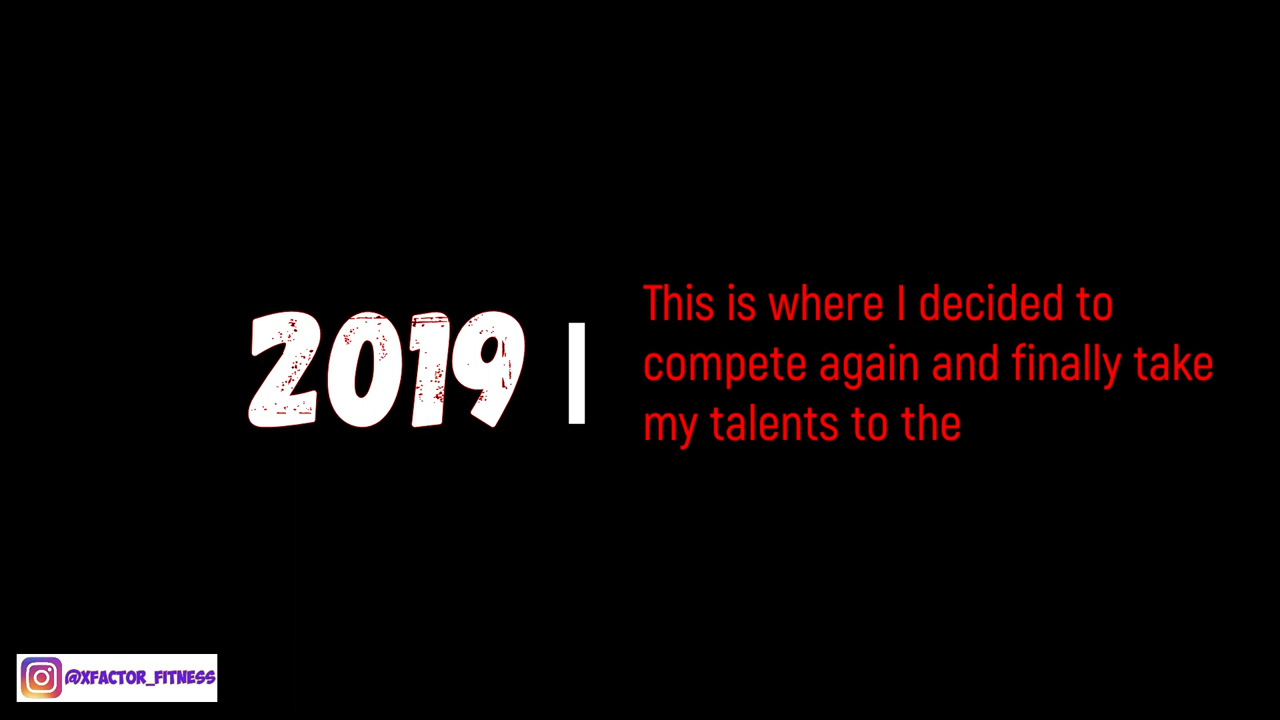 2019
This is where I decided to
compete again and finally take
my talents to the
@XFACTOR_FITNESS